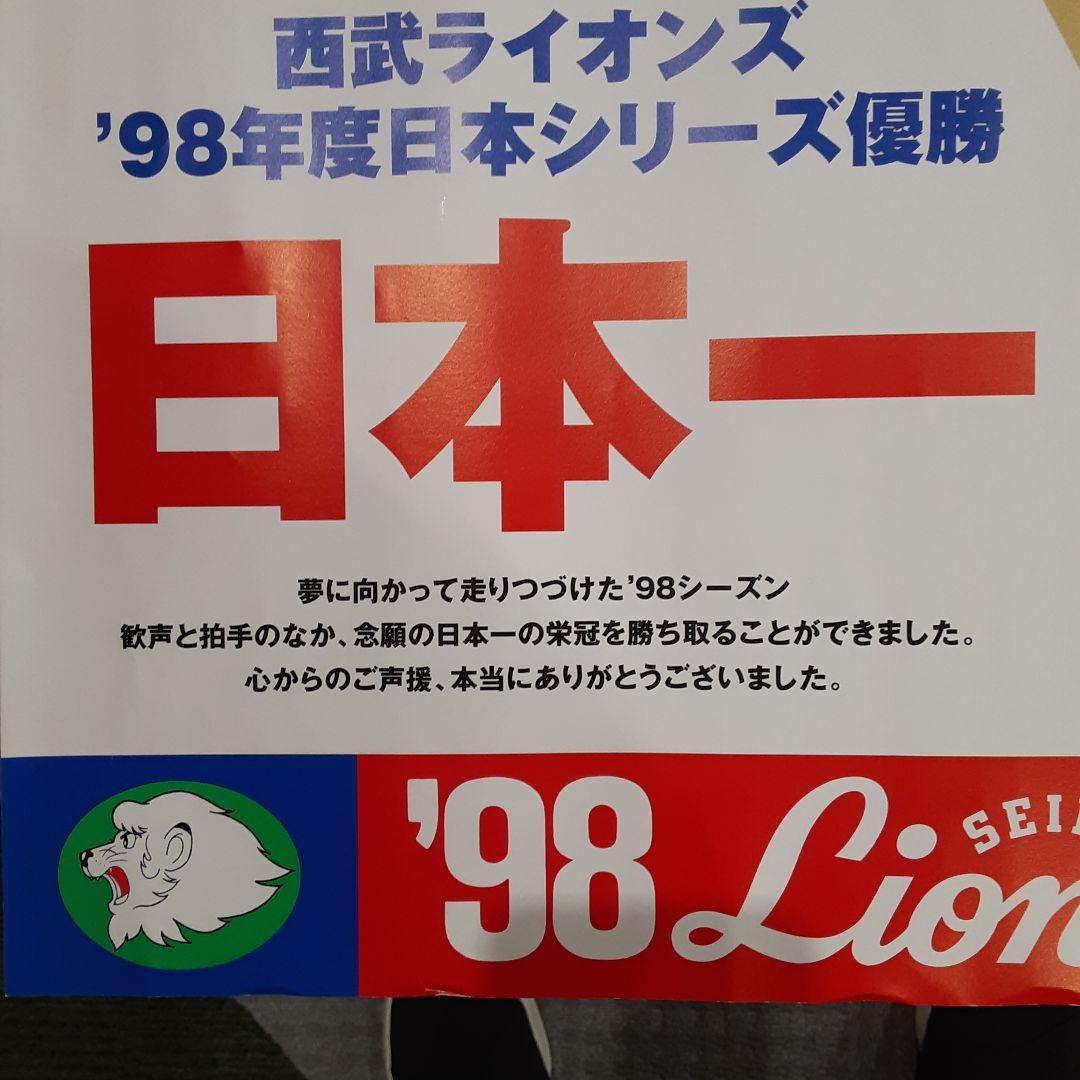 西武ライオンズ
’98年度日本シリーズ優勝
日本一
夢に向かって走りつづけた’98シーズン
歓声と拍手のなか、念願の日本一の栄冠を勝ち取ることができました。
心からのご声援、本当にありがとうございました。
’98